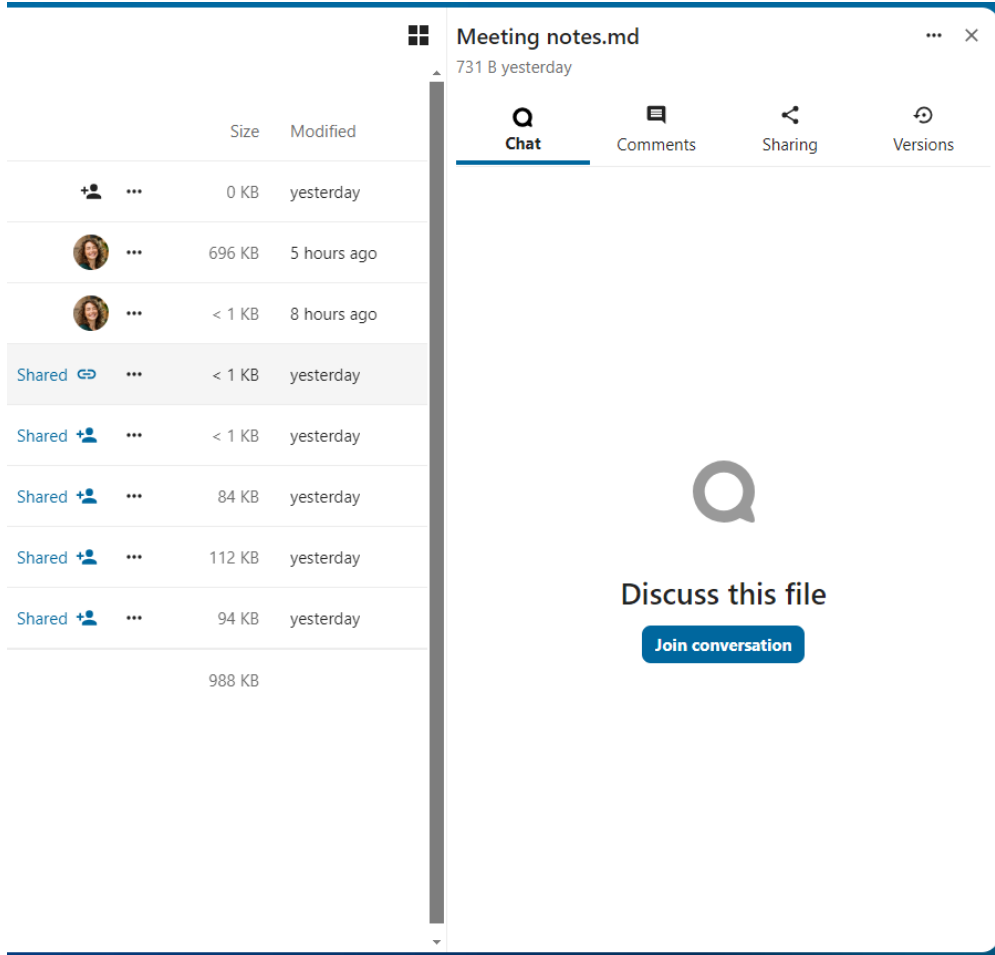 Meeting notes.md
731 B yesterday
Chat Comments Sharing Versions
Size Modified
0 KB yesterday
696 KB 5 hours ago
< 1 KB 8 hours ago
Shared < 1 KB yesterday
Shared < 1 KB yesterday
Shared 84 KB yesterday
Shared 112 KB yesterday
Shared 94 KB yesterday
988 KB
Discuss this file
Join conversation